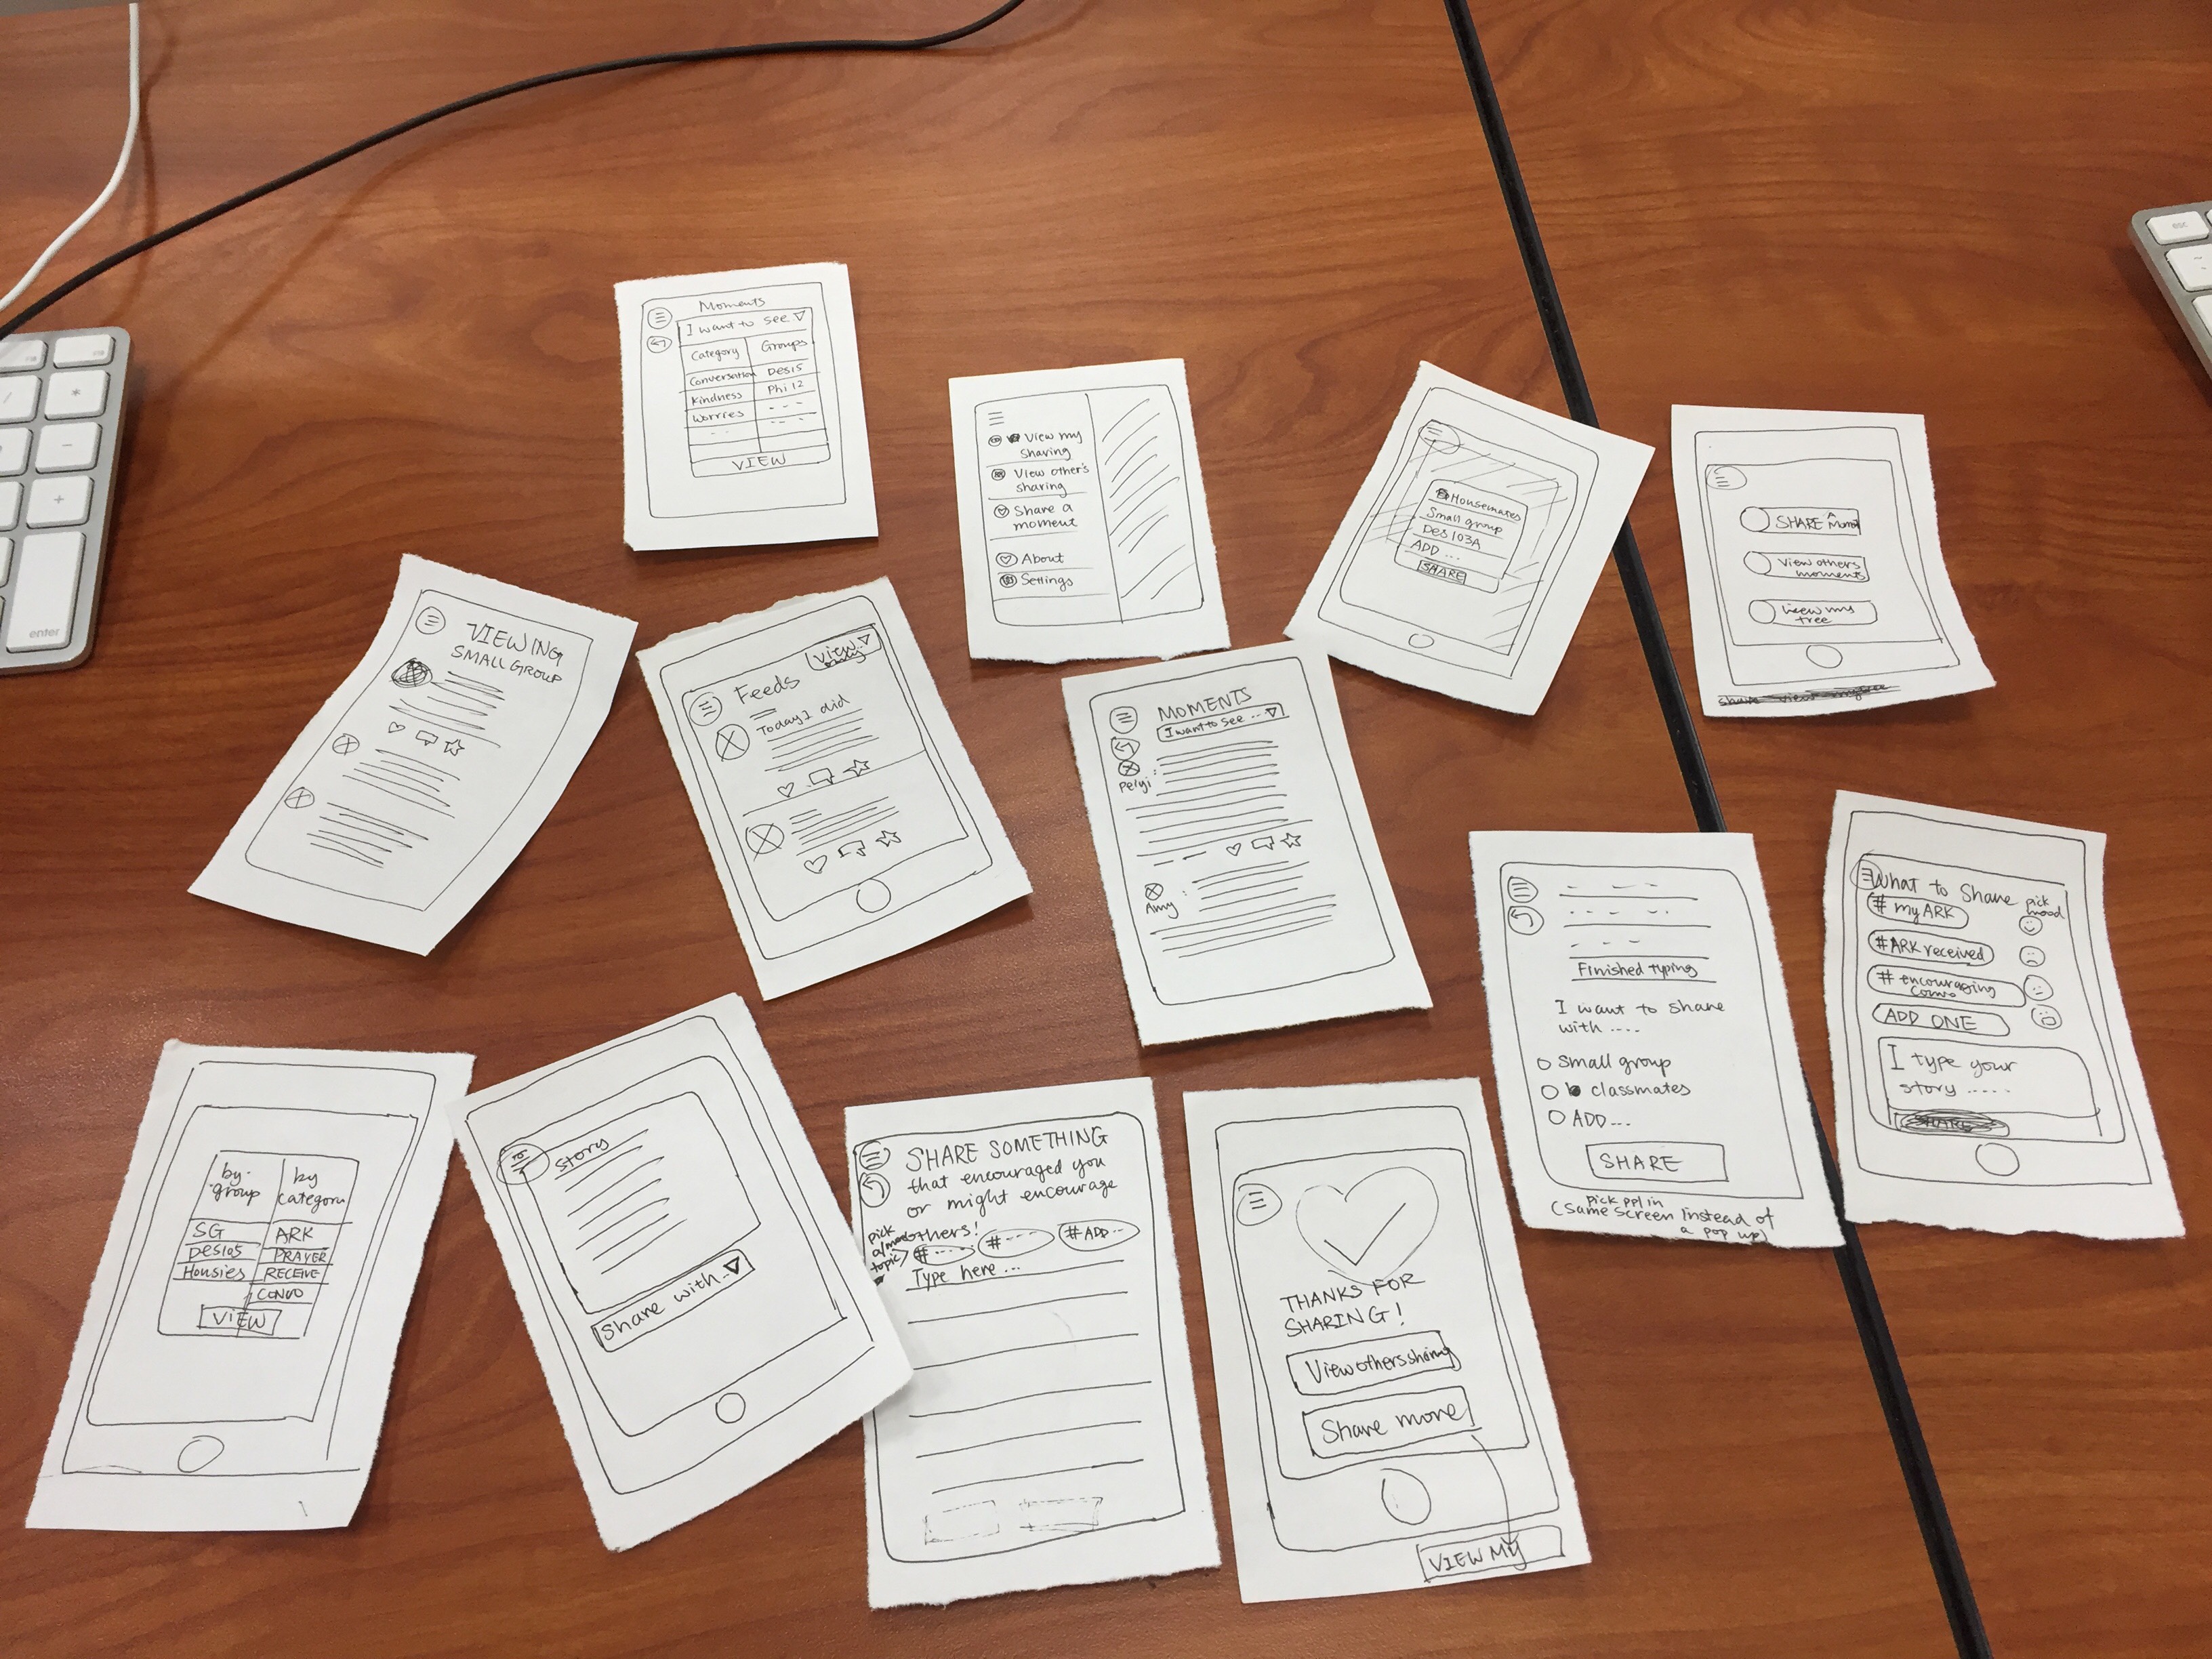 Moments
I want to see
Category Groups
Conversation Des15
Kindness Phi 12
Worries
VIEW
View my
sharing
View other's
sharing
Share a
moment
About
Settings
Housemates
Small group
Des 103A
ADD ...
SHARE
SHARE A Moment
View others
moments
View my
tree
VIEWING
SMALL GROUP
View
Feeds
Today I did
MOMENTS
I want to see ...
Peiyi :
Amy :
Finished typing
I want to share
with ....
small group
classmates
ADD...
SHARE
pick ppl in
(same screen instead of
a pop up)
What to Share pick
mood
# my ARK
#ARK received
# encouraging
convo
ADD ONE
I type your
story .....
SHARE
by group by category
SG ARK
Des105 PRAYER
Housies RECEIVE
CONVO
VIEW
story
Share with..
SHARE SOMETHING
that encouraged you
or might encourage
others!
pick
topic
# ---- # ---- #ADD...
Type here ...
THANKS FOR
SHARING!
View others sharing
Share more
VIEW MY
esc
enter